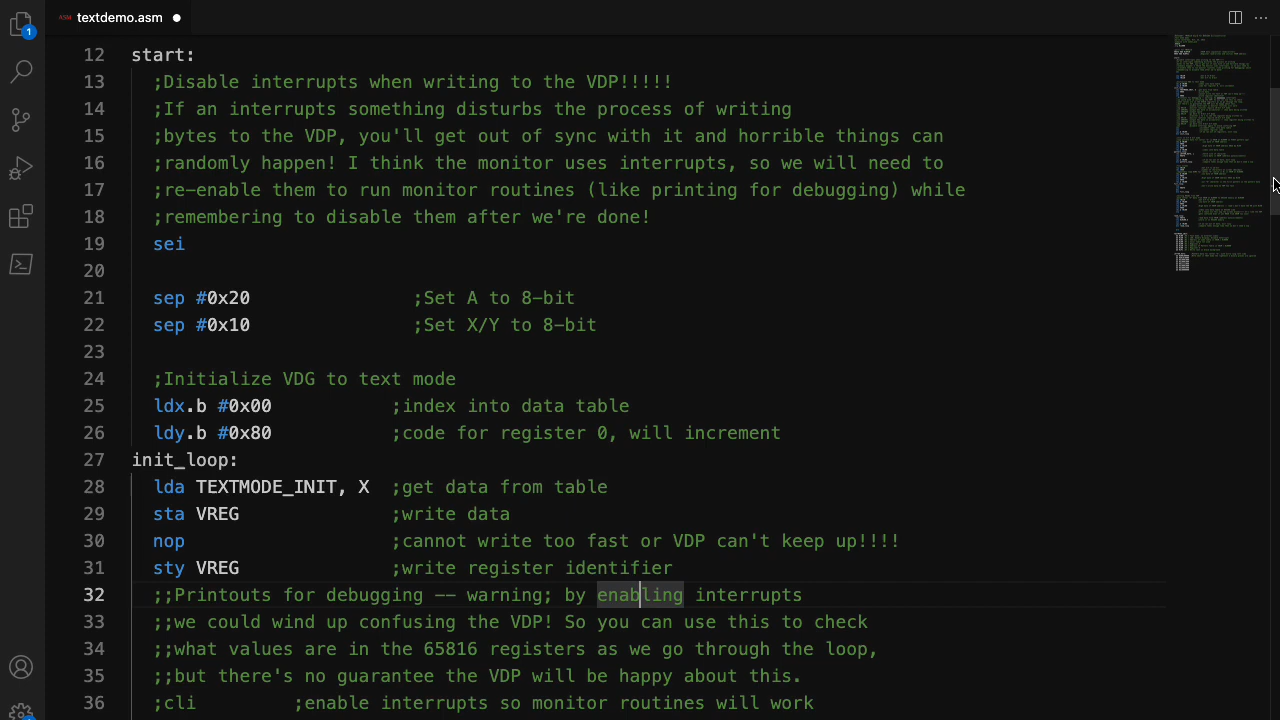 1
ASM textdemo.asm
12 start:
13 ;Disable interrupts when writing to the VDP!!!!!
14 ;If an interrupts something disturbs the process of writing
15 ;bytes to the VDP, you'll get out of sync with it and horrible things can
16 ;randomly happen! I think the monitor uses interrupts, so we will need to
17 ;re-enable them to run monitor routines (like printing for debugging) while
18 ;remembering to disable them after we're done!
19 sei
20
21 sep #0x20 ;Set A to 8-bit
22 sep #0x10 ;Set X/Y to 8-bit
23
24 ;Initialize VDG to text mode
25 ldx.b #0x00 ;index into data table
26 ldy.b #0x80 ;code for register 0, will increment
27 init_loop:
28 lda TEXTMODE_INIT, X ;get data from table
29 sta VREG ;write data
30 nop ;cannot write too fast or VDP can't keep up!!!!
31 sty VREG ;write register identifier
32 ;;Printouts for debugging -- warning; by enabling interrupts
33 ;;we could wind up confusing the VDP! So you can use this to check
34 ;;what values are in the 65816 registers as we go through the loop,
35 ;;but there's no guarantee the VDP will be happy about this.
36 ;cli ;enable interrupts so monitor routines will work